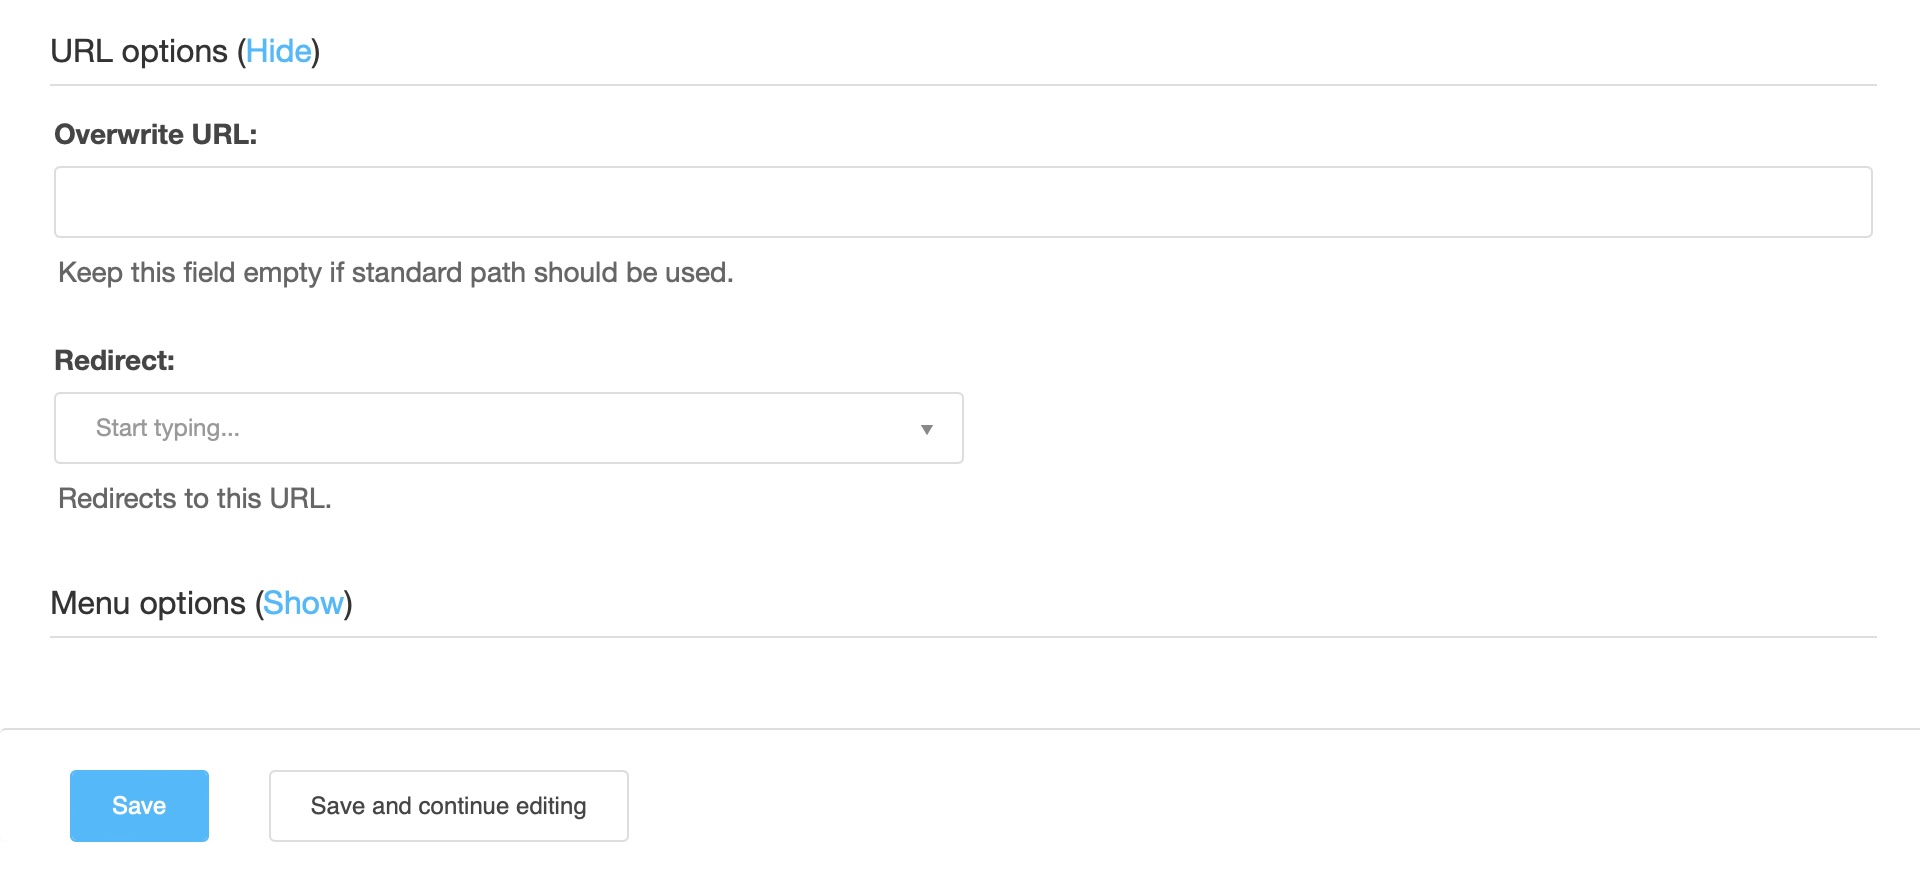 URL options (Hide)
Overwrite URL:
Keep this field empty if standard path should be used.
Redirect:
Start typing...
Redirects to this URL.
Menu options (Show)
Save
Save and continue editing